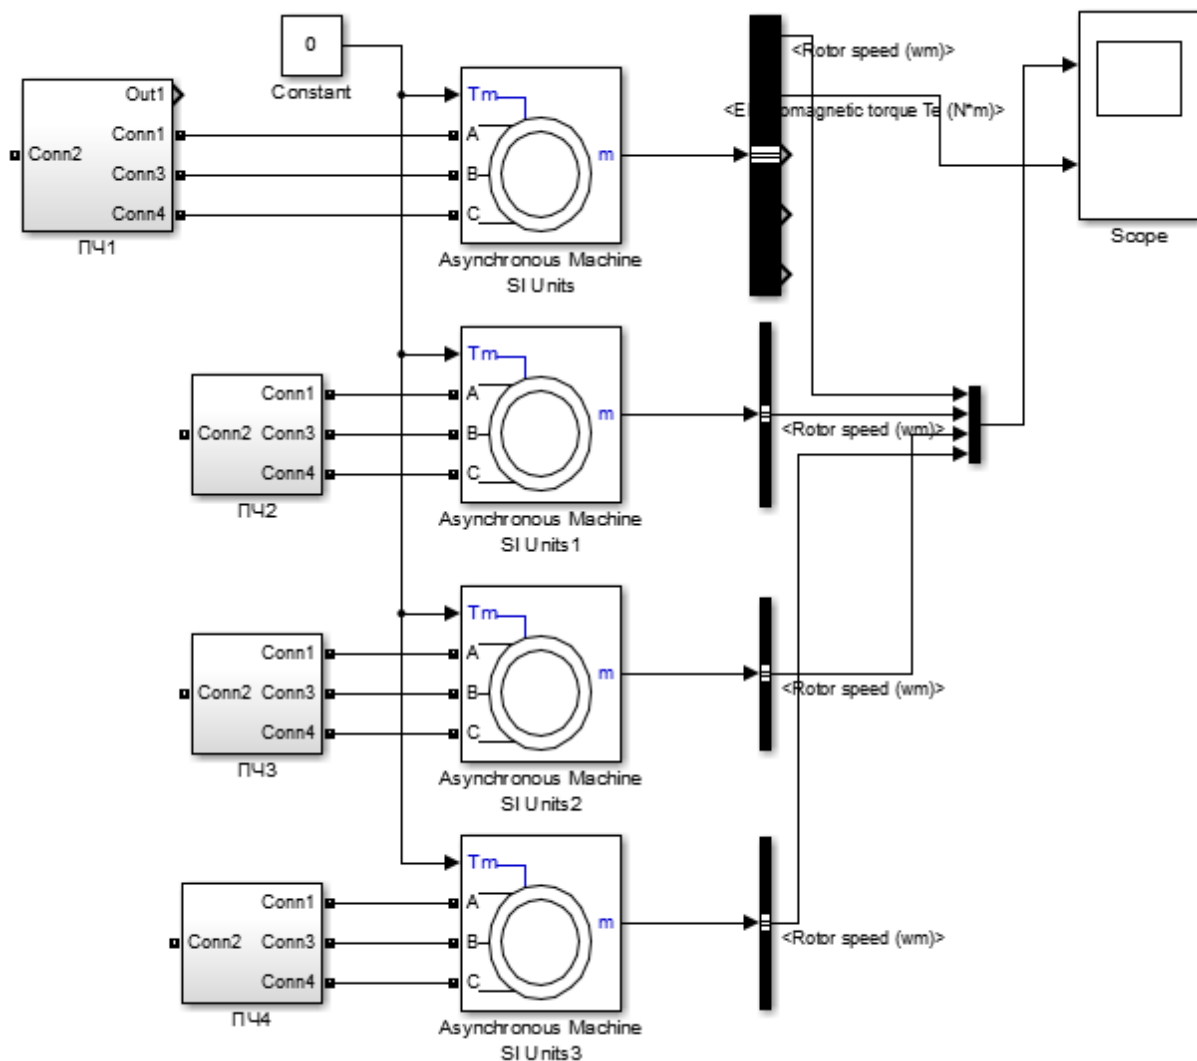 0
Constant
Out1
Conn1
Conn2
Conn3
Conn4
ПЧ1
Tm
A
B
C
m
Asynchronous Machine
SI Units
<Rotor speed (wm)>
<El omagnetic torque Te (N*m)>
Scope
Conn1
Conn2 Conn3
Conn4
ПЧ2
Tm
A
B
C
m
Asynchronous Machine
SI Units1
<Rotor speed (wm)>
Conn1
Conn2 Conn3
Conn4
ПЧ3
Tm
A
B
C
m
Asynchronous Machine
SI Units2
<Rotor speed (wm)>
Conn1
Conn2 Conn3
Conn4
ПЧ4
Tm
A
B
C
m
Asynchronous Machine
SI Units3
<Rotor speed (wm)>